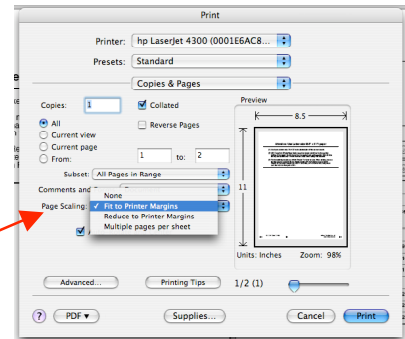 Print
Printer: hp LaserJet 4300 (0001E6AC8...
Presets: Standard
Copies & Pages
Copies: 1 Collated
Preview
All Reverse Pages
8.5
Current view
Current page
From: 1 to: 2
Subset: All Pages in Range
11
Comments and
None
Page Scaling: ✓ Fit to Printer Margins
Reduce to Printer Margins
Multiple pages per sheet
Units: Inches Zoom: 98%
Advanced... Printing Tips 1/2 (1)
? PDF ▼ Supplies... Cancel Print